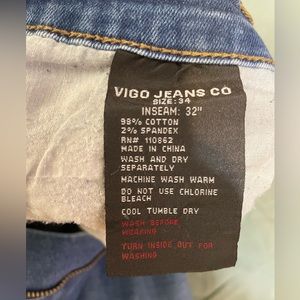 VIGO JEANS CO
SIZE: 34
INSEAM: 32"
98% COTTON
2% SPANDEX
RN# 110862
MADE IN CHINA
WASH AND DRY
SEPARATELY
MACHINE WASH WARM
DO NOT USE CHLORINE
BLEACH
COOL TUMBLE DRY
WASH BEFORE
WEARING
TURN INSIDE OUT FOR
WASHING